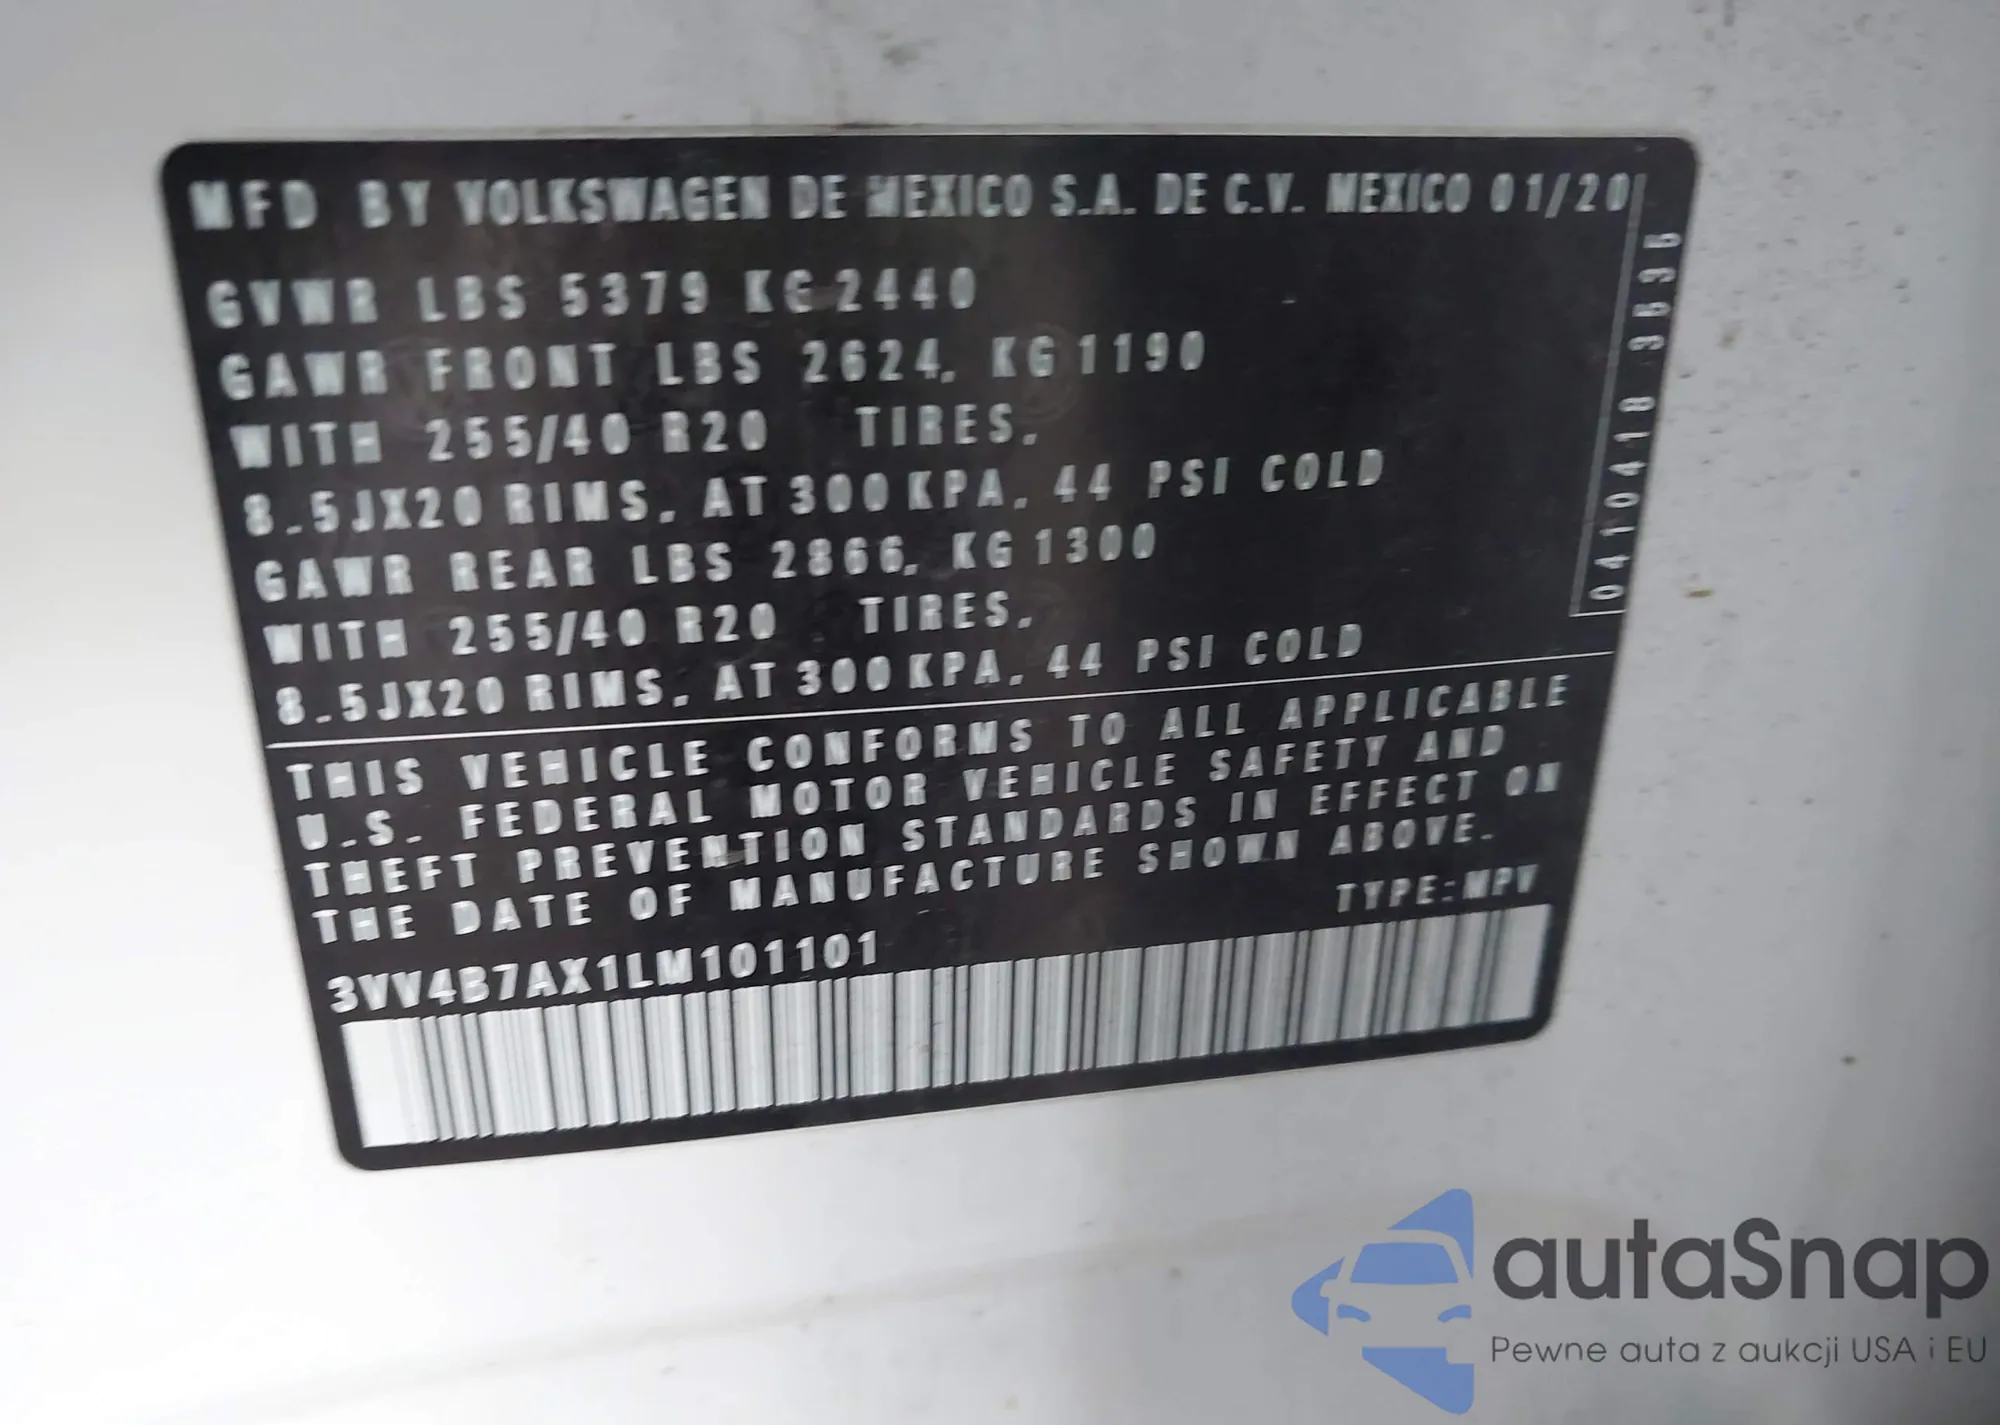 MFD BY VOLKSWAGEN DE MEXICO S.A. DE C.V. MEXICO 01/20
GVWR LBS 5379 KG 2440
GAWR FRONT LBS 2624, KG 1190
WITH 255/40 R20 TIRES,
8.5JX20 RIMS, AT 300 KPA, 44 PSI COLD
GAWR REAR LBS 2866, KG 1300
WITH 255/40 R20 TIRES,
8.5JX20 RIMS, AT 300 KPA, 44 PSI COLD
0410418 3535
THIS VEHICLE CONFORMS TO ALL APPLICABLE
U.S. FEDERAL MOTOR VEHICLE SAFETY AND
THEFT PREVENTION STANDARDS IN EFFECT ON
THE DATE OF MANUFACTURE SHOWN ABOVE.
TYPE: MPV
3VV4B7AX1LM101101
autaSnap
Pewne auta z aukcji USA i EU